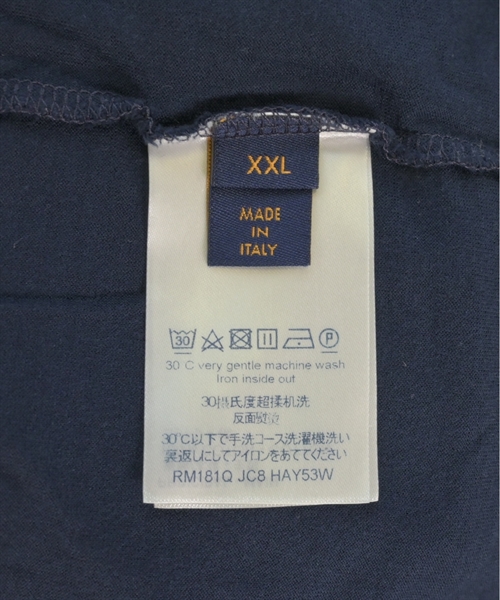 XXL
MADE
IN
ITALY
30
P
30°C very gentle machine wash
Iron inside out
30摄氏度超揉机洗
反面熨烫
30℃以下で手洗コース洗濯機洗い
裏返しにしてアイロンをあててください
RM181Q JC8 HAY53W